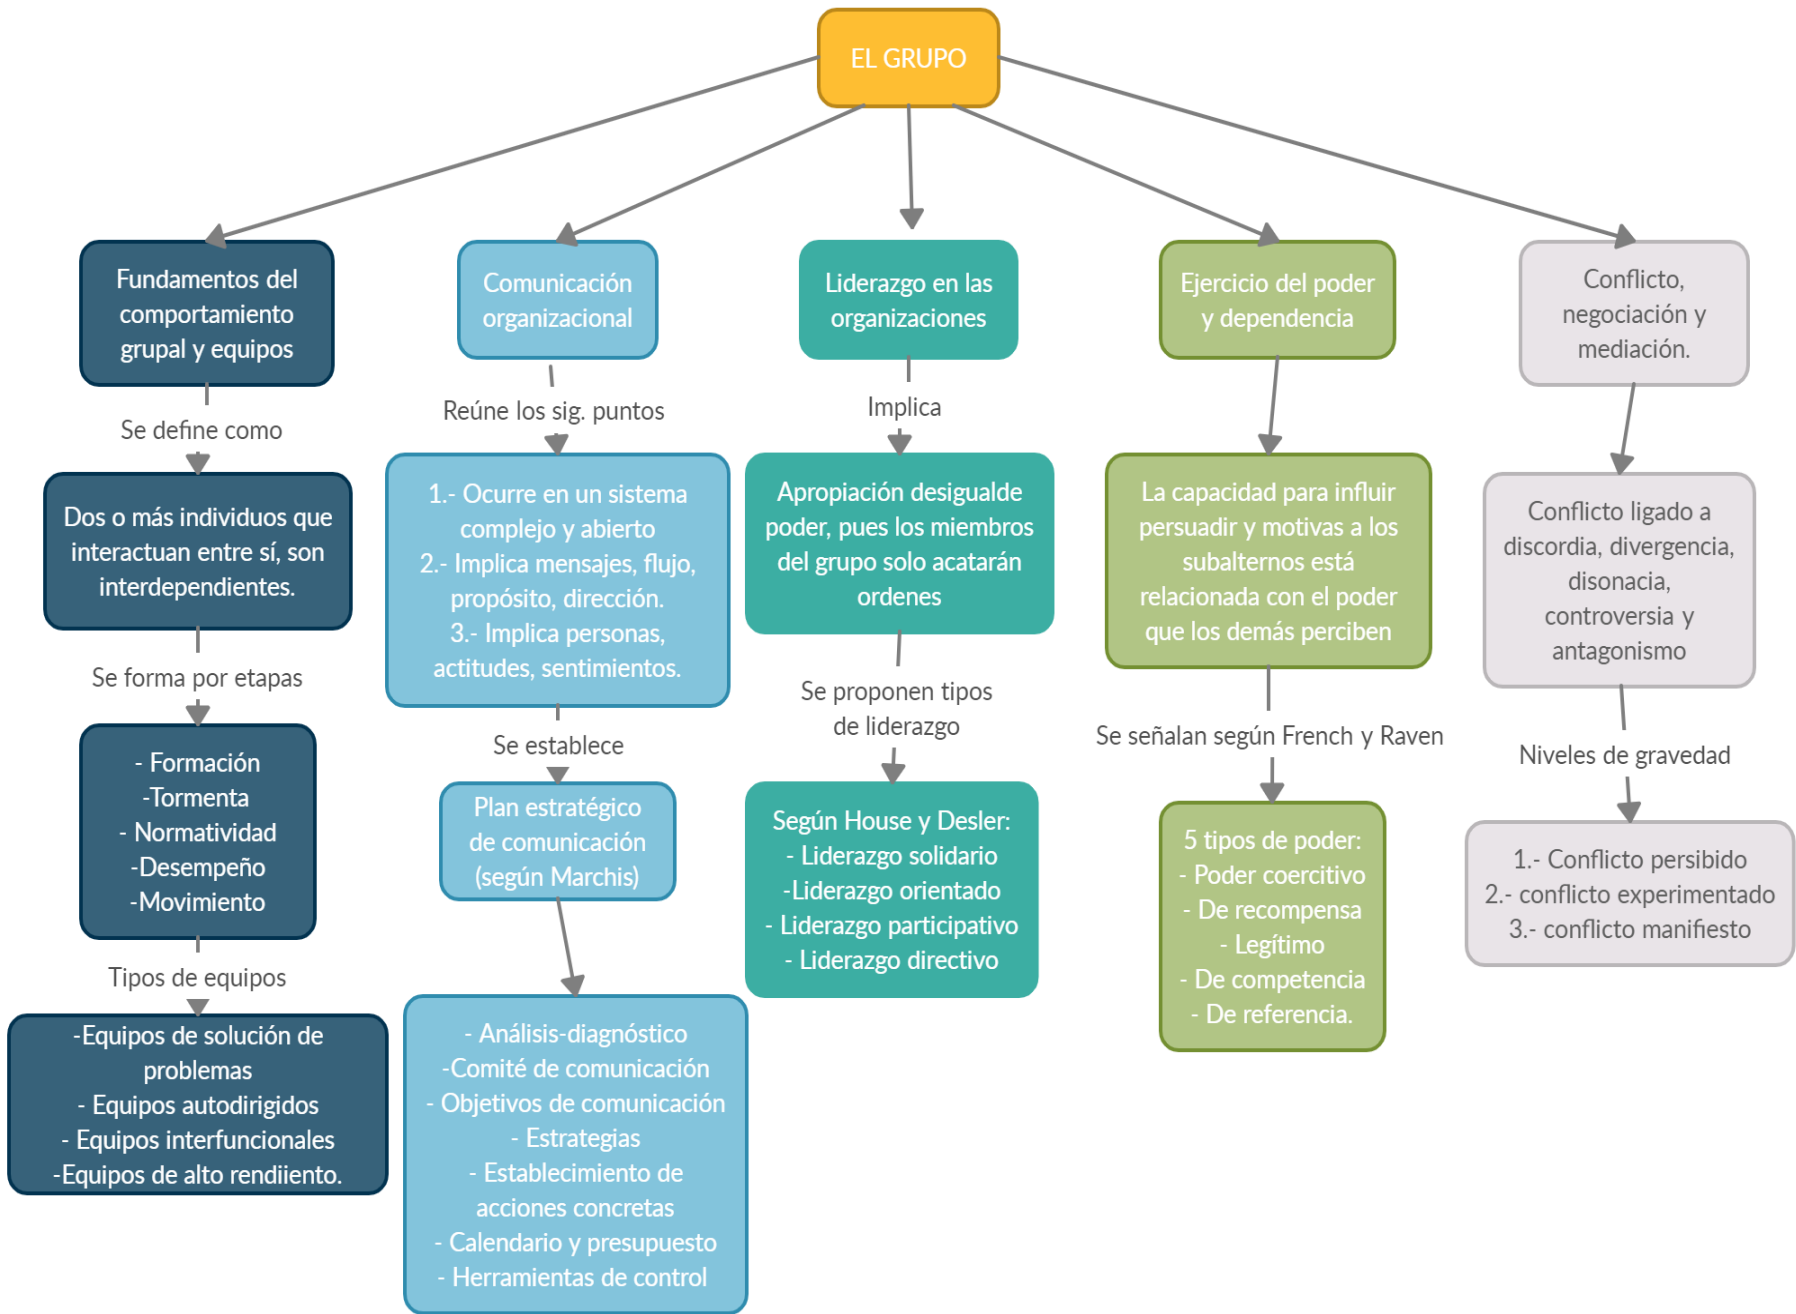 EL GRUPO
Fundamentos del
comportamiento
grupal y equipos
Se define como
Dos o más individuos que
interactuan entre sí, son
interdependientes.
Se forma por etapas
- Formación
-Tormenta
- Normatividad
-Desempeño
-Movimiento
Tipos de equipos
-Equipos de solución de
problemas
- Equipos autodirigidos
- Equipos interfuncionales
-Equipos de alto rendiiento.
Comunicación
organizacional
Reúne los sig. puntos
1.- Ocurre en un sistema
complejo y abierto
2.- Implica mensajes, flujo,
propósito, dirección.
3.- Implica personas,
actitudes, sentimientos.
Se establece
Plan estratégico
de comunicación
(según Marchis)
- Análisis-diagnóstico
-Comité de comunicación
- Objetivos de comunicación
- Estrategias
- Establecimiento de
acciones concretas
- Calendario y presupuesto
- Herramientas de control
Liderazgo en las
organizaciones
Implica
Apropiación desigualde
poder, pues los miembros
del grupo solo acatarán
ordenes
Se proponen tipos
de liderazgo
Según House y Desler:
- Liderazgo solidario
-Liderazgo orientado
- Liderazgo participativo
- Liderazgo directivo
Ejercicio del poder
y dependencia
La capacidad para influir
persuadir y motivas a los
subalternos está
relacionada con el poder
que los demás perciben
Se señalan según French y Raven
5 tipos de poder:
- Poder coercitivo
- De recompensa
- Legítimo
- De competencia
- De referencia.
Conflicto,
negociación y
mediación.
Conflicto ligado a
discordia, divergencia,
disonacia,
controversia y
antagonismo
Niveles de gravedad
1.- Conflicto persibido
2.- conflicto experimentado
3.- conflicto manifiesto